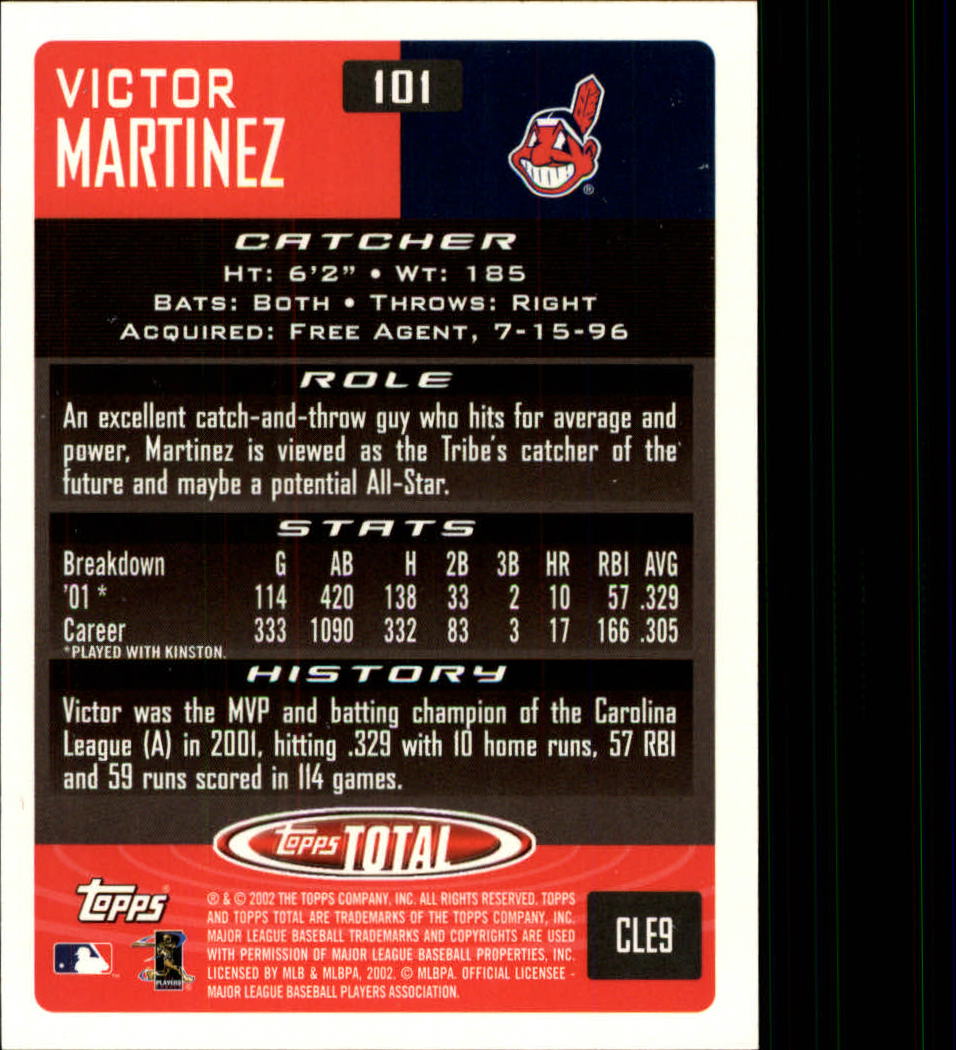 VICTOR
MARTINEZ
101
®
CATCHER
HT: 6'2" • WT: 185
BATS: BOTH • THROWS: RIGHT
ACQUIRED: FREE AGENT, 7-15-96
ROLE
An excellent catch-and-throw guy who hits for average and
power, Martinez is viewed as the Tribe's catcher of the
future and maybe a potential All-Star.
STATS
Breakdown G AB H 2B 3B HR RBI AVG
'01 * 114 420 138 33 2 10 57 .329
Career 333 1090 332 83 3 17 166 .305
*PLAYED WITH KINSTON.
HISTORY
Victor was the MVP and batting champion of the Carolina
League (A) in 2001, hitting .329 with 10 home runs, 57 RBI
and 59 runs scored in 114 games.
topps TOTAL
topps
® & © 2002 THE TOPPS COMPANY, INC. ALL RIGHTS RESERVED. TOPPS
AND TOPPS TOTAL ARE TRADEMARKS OF THE TOPPS COMPANY, INC.
MAJOR LEAGUE BASEBALL TRADEMARKS AND COPYRIGHTS ARE USED
WITH PERMISSION OF MAJOR LEAGUE BASEBALL PROPERTIES, INC.
LICENSED BY MLB & MLBPA, 2002. © MLBPA. OFFICIAL LICENSEE -
MAJOR LEAGUE BASEBALL PLAYERS ASSOCIATION.
PLAYERS
CLE9